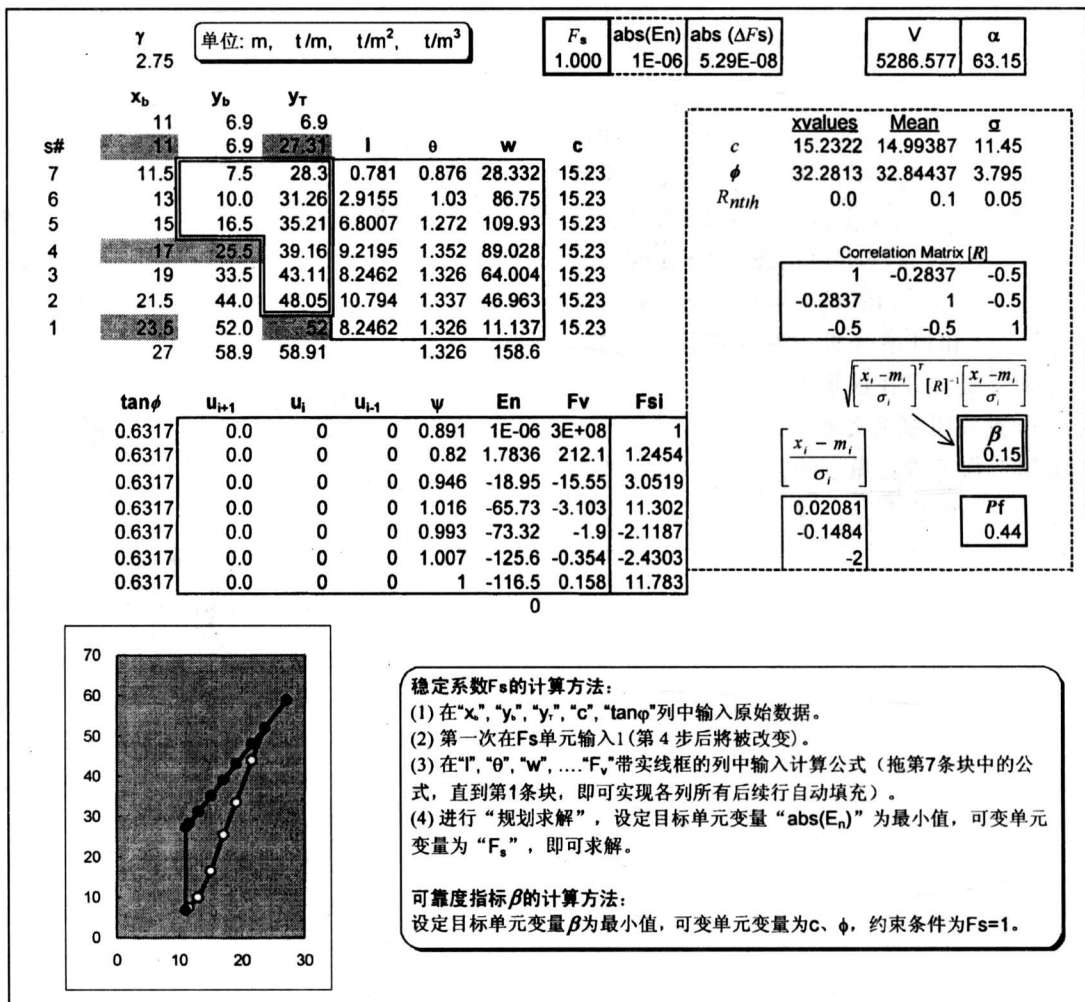 γ
2.75
单位: m, t/m, t/m², t/m³
Fs abs(En) abs (ΔFs)
1.000 1E-06 5.29E-08
V α
5286.577 63.15
x_b y_b y_T
11 6.9 6.9
s# 11 6.9 27.31 l θ w c
7 11.5 7.5 28.3 0.781 0.876 28.332 15.23
6 13 10.0 31.26 2.9155 1.03 86.75 15.23
5 15 16.5 35.21 6.8007 1.272 109.93 15.23
4 17 25.5 39.16 9.2195 1.352 89.028 15.23
3 19 33.5 43.11 8.2462 1.326 64.004 15.23
2 21.5 44.0 48.05 10.794 1.337 46.963 15.23
1 23.5 52.0 52 8.2462 1.326 11.137 15.23
27 58.9 58.91 1.326 158.6
xvalues Mean σ
c 15.2322 14.99387 11.45
ϕ 32.2813 32.84437 3.795
0.0 0.1 0.05
Correlation Matrix [R]
1 -0.2837 -0.5
-0.2837 1 -0.5
-0.5 -0.5 1
√([(x_i − m_i)/σ_i]^T [R]^-1 [(x_i − m_i)/σ_i])
β
0.15
[(x_i − m_i)/σ_i]
0.02081
-0.1484
-2
Pf
0.44
tanϕ u_i+1 u_i u_i-1 ψ En Fv Fsi
0.6317 0.0 0 0 0.891 1E-06 3E+08 1
0.6317 0.0 0 0 0.82 1.7836 212.1 1.2454
0.6317 0.0 0 0 0.946 -18.95 -15.55 3.0519
0.6317 0.0 0 0 1.016 -65.73 -3.103 11.302
0.6317 0.0 0 0 0.993 -73.32 -1.9 -2.1187
0.6317 0.0 0 0 1.007 -125.6 -0.354 -2.4303
0.6317 0.0 0 0 1 -116.5 0.158 11.783
0
70
60
50
40
30
20
10
0
0 10 20 30
稳定系数Fs的计算方法：
(1) 在“x_b”, “y_b”, “y_T”, “c”, “tanφ”列中输入原始数据。
(2) 第一次在Fs单元输入1(第 4 步后將被改变)。
(3) 在“l”, “θ”, “w”, ....“F_v”带实线框的列中输入计算公式（拖第7条块中的公
式，直到第1条块，即可实现各列所有后续行自动填充）。
(4) 进行“规划求解”，设定目标单元变量“abs(E_n)”为最小值，可变单元
变量为“F_s”，即可求解。
可靠度指标β的计算方法：
设定目标单元变量β为最小值，可变单元变量为c、ϕ，约束条件为Fs=1。